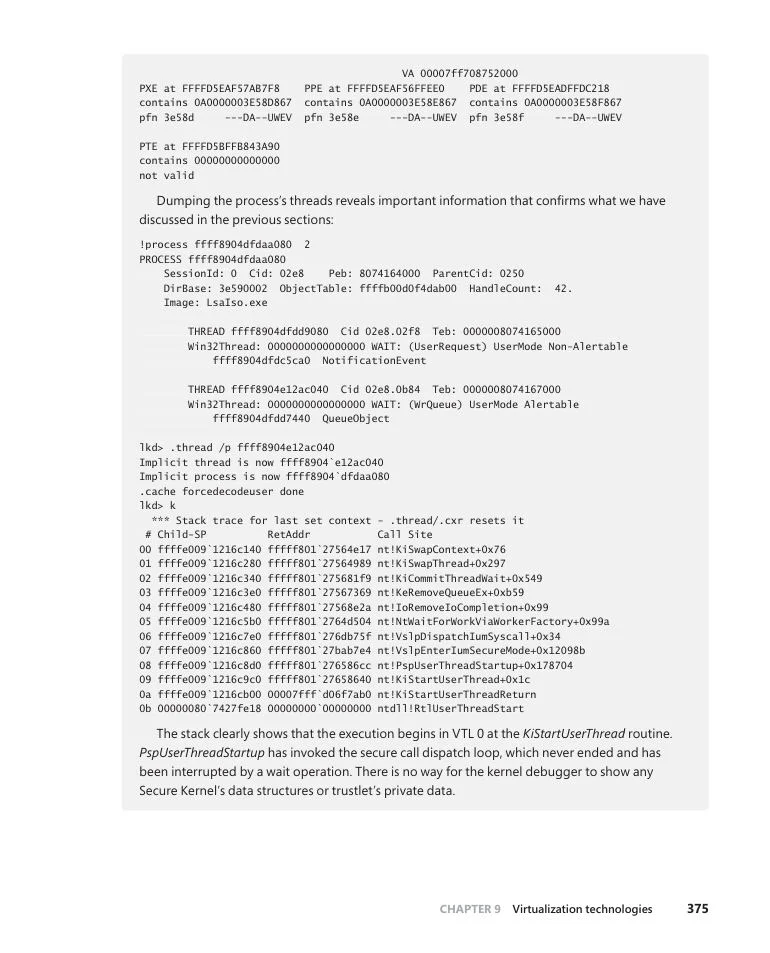 VA 00007ff708752000
PXE at FFFFD5EAF57AB7F8    PPE at FFFFD5EAF56FFEE0    PDE at FFFFD5EADFFDC218
contains 0A0000003E58D867  contains 0A0000003E58E867  contains 0A0000003E58F867
pfn 3e58d     ---DA--UWEV  pfn 3e58e     ---DA--UWEV  pfn 3e58f     ---DA--UWEV
PTE at FFFFD5BFFB843A90
contains 00000000000000
not valid
Dumping the process's threads reveals important information that confirms what we have
discussed in the previous sections:
!process ffff8904dfdaa080  2
PROCESS ffff8904dfdaa080
SessionId: 0  Cid: 02e8    Peb: 8074164000  ParentCid: 0250
DirBase: 3e590002  ObjectTable: ffffb00d0f4dab00  HandleCount:  42.
Image: LsaIso.exe
THREAD ffff8904dfdd9080  Cid 02e8.02f8  Teb: 0000008074165000
Win32Thread: 0000000000000000 WAIT: (UserRequest) UserMode Non-Alertable
ffff8904dfdc5ca0  NotificationEvent
THREAD ffff8904e12ac040  Cid 02e8.0b84  Teb: 0000008074167000
Win32Thread: 0000000000000000 WAIT: (WrQueue) UserMode Alertable
ffff8904dfdd7440  QueueObject
lkd> .thread /p ffff8904e12ac040
Implicit thread is now ffff8904`e12ac040
Implicit process is now ffff8904`dfdaa080
.cache forcedecodeuser done
lkd> k
*** Stack trace for last set context - .thread/.cxr resets it
# Child-SP          RetAddr           Call Site
00 ffffe009`1216c140 fffff801`27564e17 nt!KiSwapContext+0x76
01 ffffe009`1216c280 fffff801`27564989 nt!KiSwapThread+0x297
02 ffffe009`1216c340 fffff801`275681f9 nt!KiCommitThreadWait+0x549
03 ffffe009`1216c3e0 fffff801`27567369 nt!KeRemoveQueueEx+0xb59
04 ffffe009`1216c480 fffff801`27568e2a nt!IoRemoveIoCompletion+0x99
05 ffffe009`1216c5b0 fffff801`2764d504 nt!NtWaitForWorkViaWorkerFactory+0x99a
06 ffffe009`1216c7e0 fffff801`276db75f nt!VslpDispatchIumSyscall+0x34
07 ffffe009`1216c860 fffff801`27bab7e4 nt!VslpEnterIumSecureMode+0x12098b
08 ffffe009`1216c8d0 fffff801`276586cc nt!PspUserThreadStartup+0x178704
09 ffffe009`1216c9c0 fffff801`27658640 nt!KiStartUserThread+0x1c
0a ffffe009`1216cb00 00007fff`d06f7ab0 nt!KiStartUserThreadReturn
0b 00000080`7427fe18 00000000`00000000 ntdll!RtlUserThreadStart
The stack clearly shows that the execution begins in VTL 0 at the KiStartUserThread routine.
PspUserThreadStartup has invoked the secure call dispatch loop, which never ended and has
been interrupted by a wait operation. There is no way for the kernel debugger to show any
Secure Kernel's data structures or trustlet's private data.
CHAPTER 9   Virtualization technologies   375